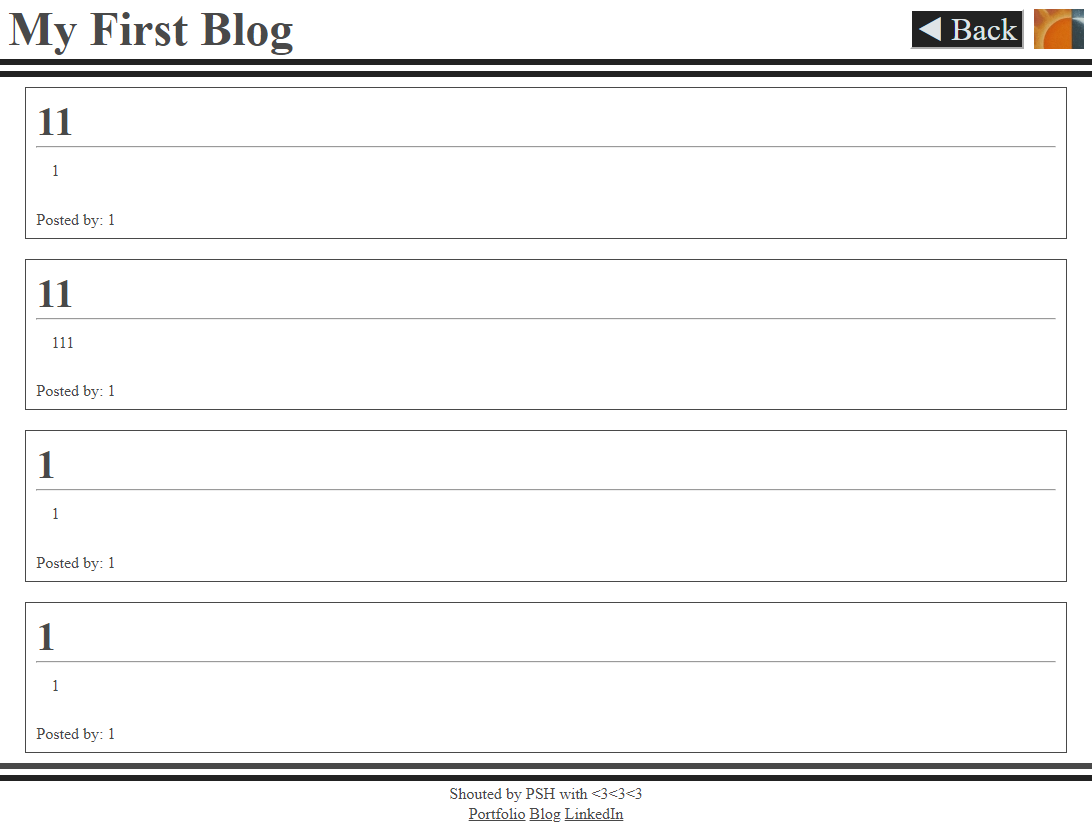 My First Blog
◀ Back
11
1
Posted by: 1
11
111
Posted by: 1
1
1
Posted by: 1
1
1
Posted by: 1
Shouted by PSH with <3<3<3
Portfolio Blog LinkedIn